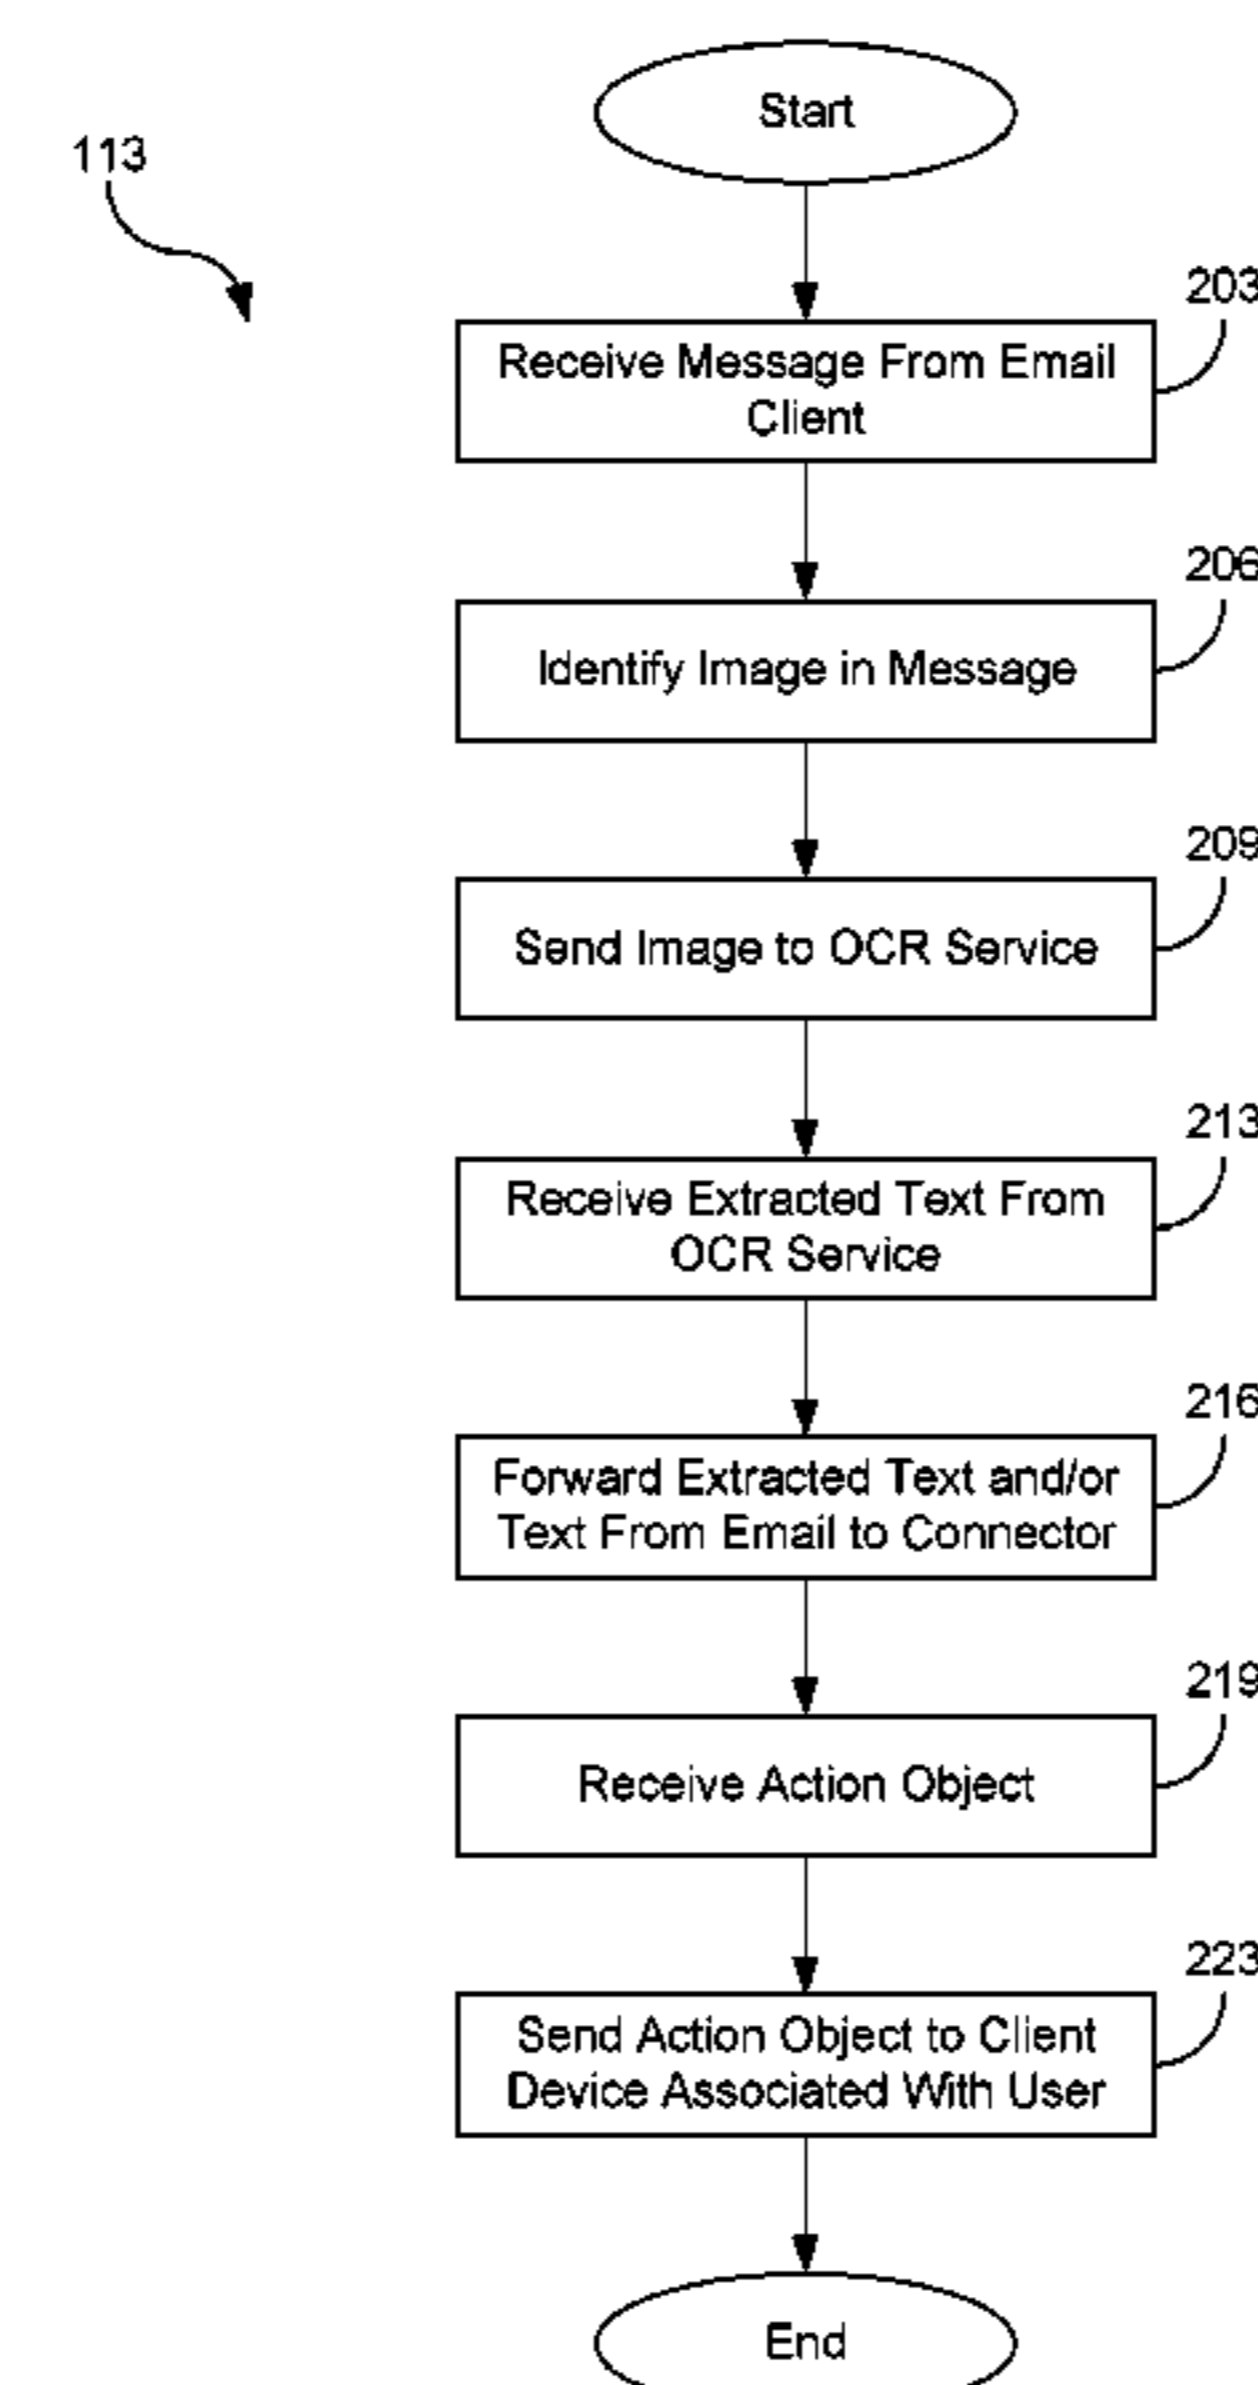 Start
113
203
Receive Message From Email
Client
206
Identify Image in Message
209
Send Image to OCR Service
213
Receive Extracted Text From
OCR Service
216
Forward Extracted Text and/or
Text From Email to Connector
219
Receive Action Object
223
Send Action Object to Client
Device Associated With User
End